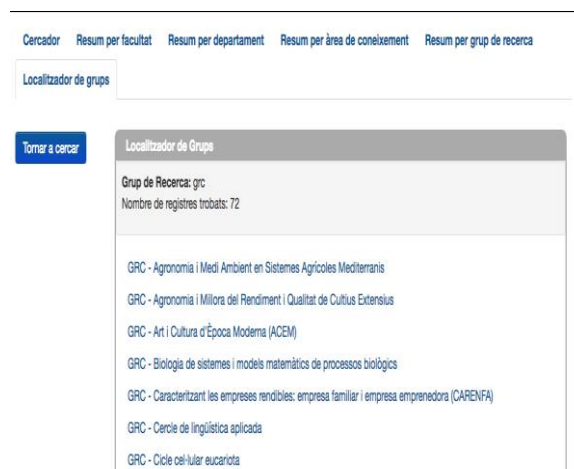 Cercador Resum per facultat Resum per departament Resum per àrea de coneixement Resum per grup de recerca
Localitzador de grups
Tornar a cercar
Localitzador de Grups
Grup de Recerca: grc
Nombre de registres trobats: 72
GRC - Agronomia i Medi Ambient en Sistemes Agrícoles Mediterranis
GRC - Agronomia i Millora del Rendiment i Qualitat de Cultius Extensius
GRC - Art i Cultura d'Època Moderna (ACEM)
GRC - Biologia de sistemes i models matemàtics de processos biològics
GRC - Caracteritzant les empreses rendibles: empresa familiar i empresa emprenedora (CARENFA)
GRC - Cercle de lingüística aplicada
GRC - Cicle cel·lular eucariota